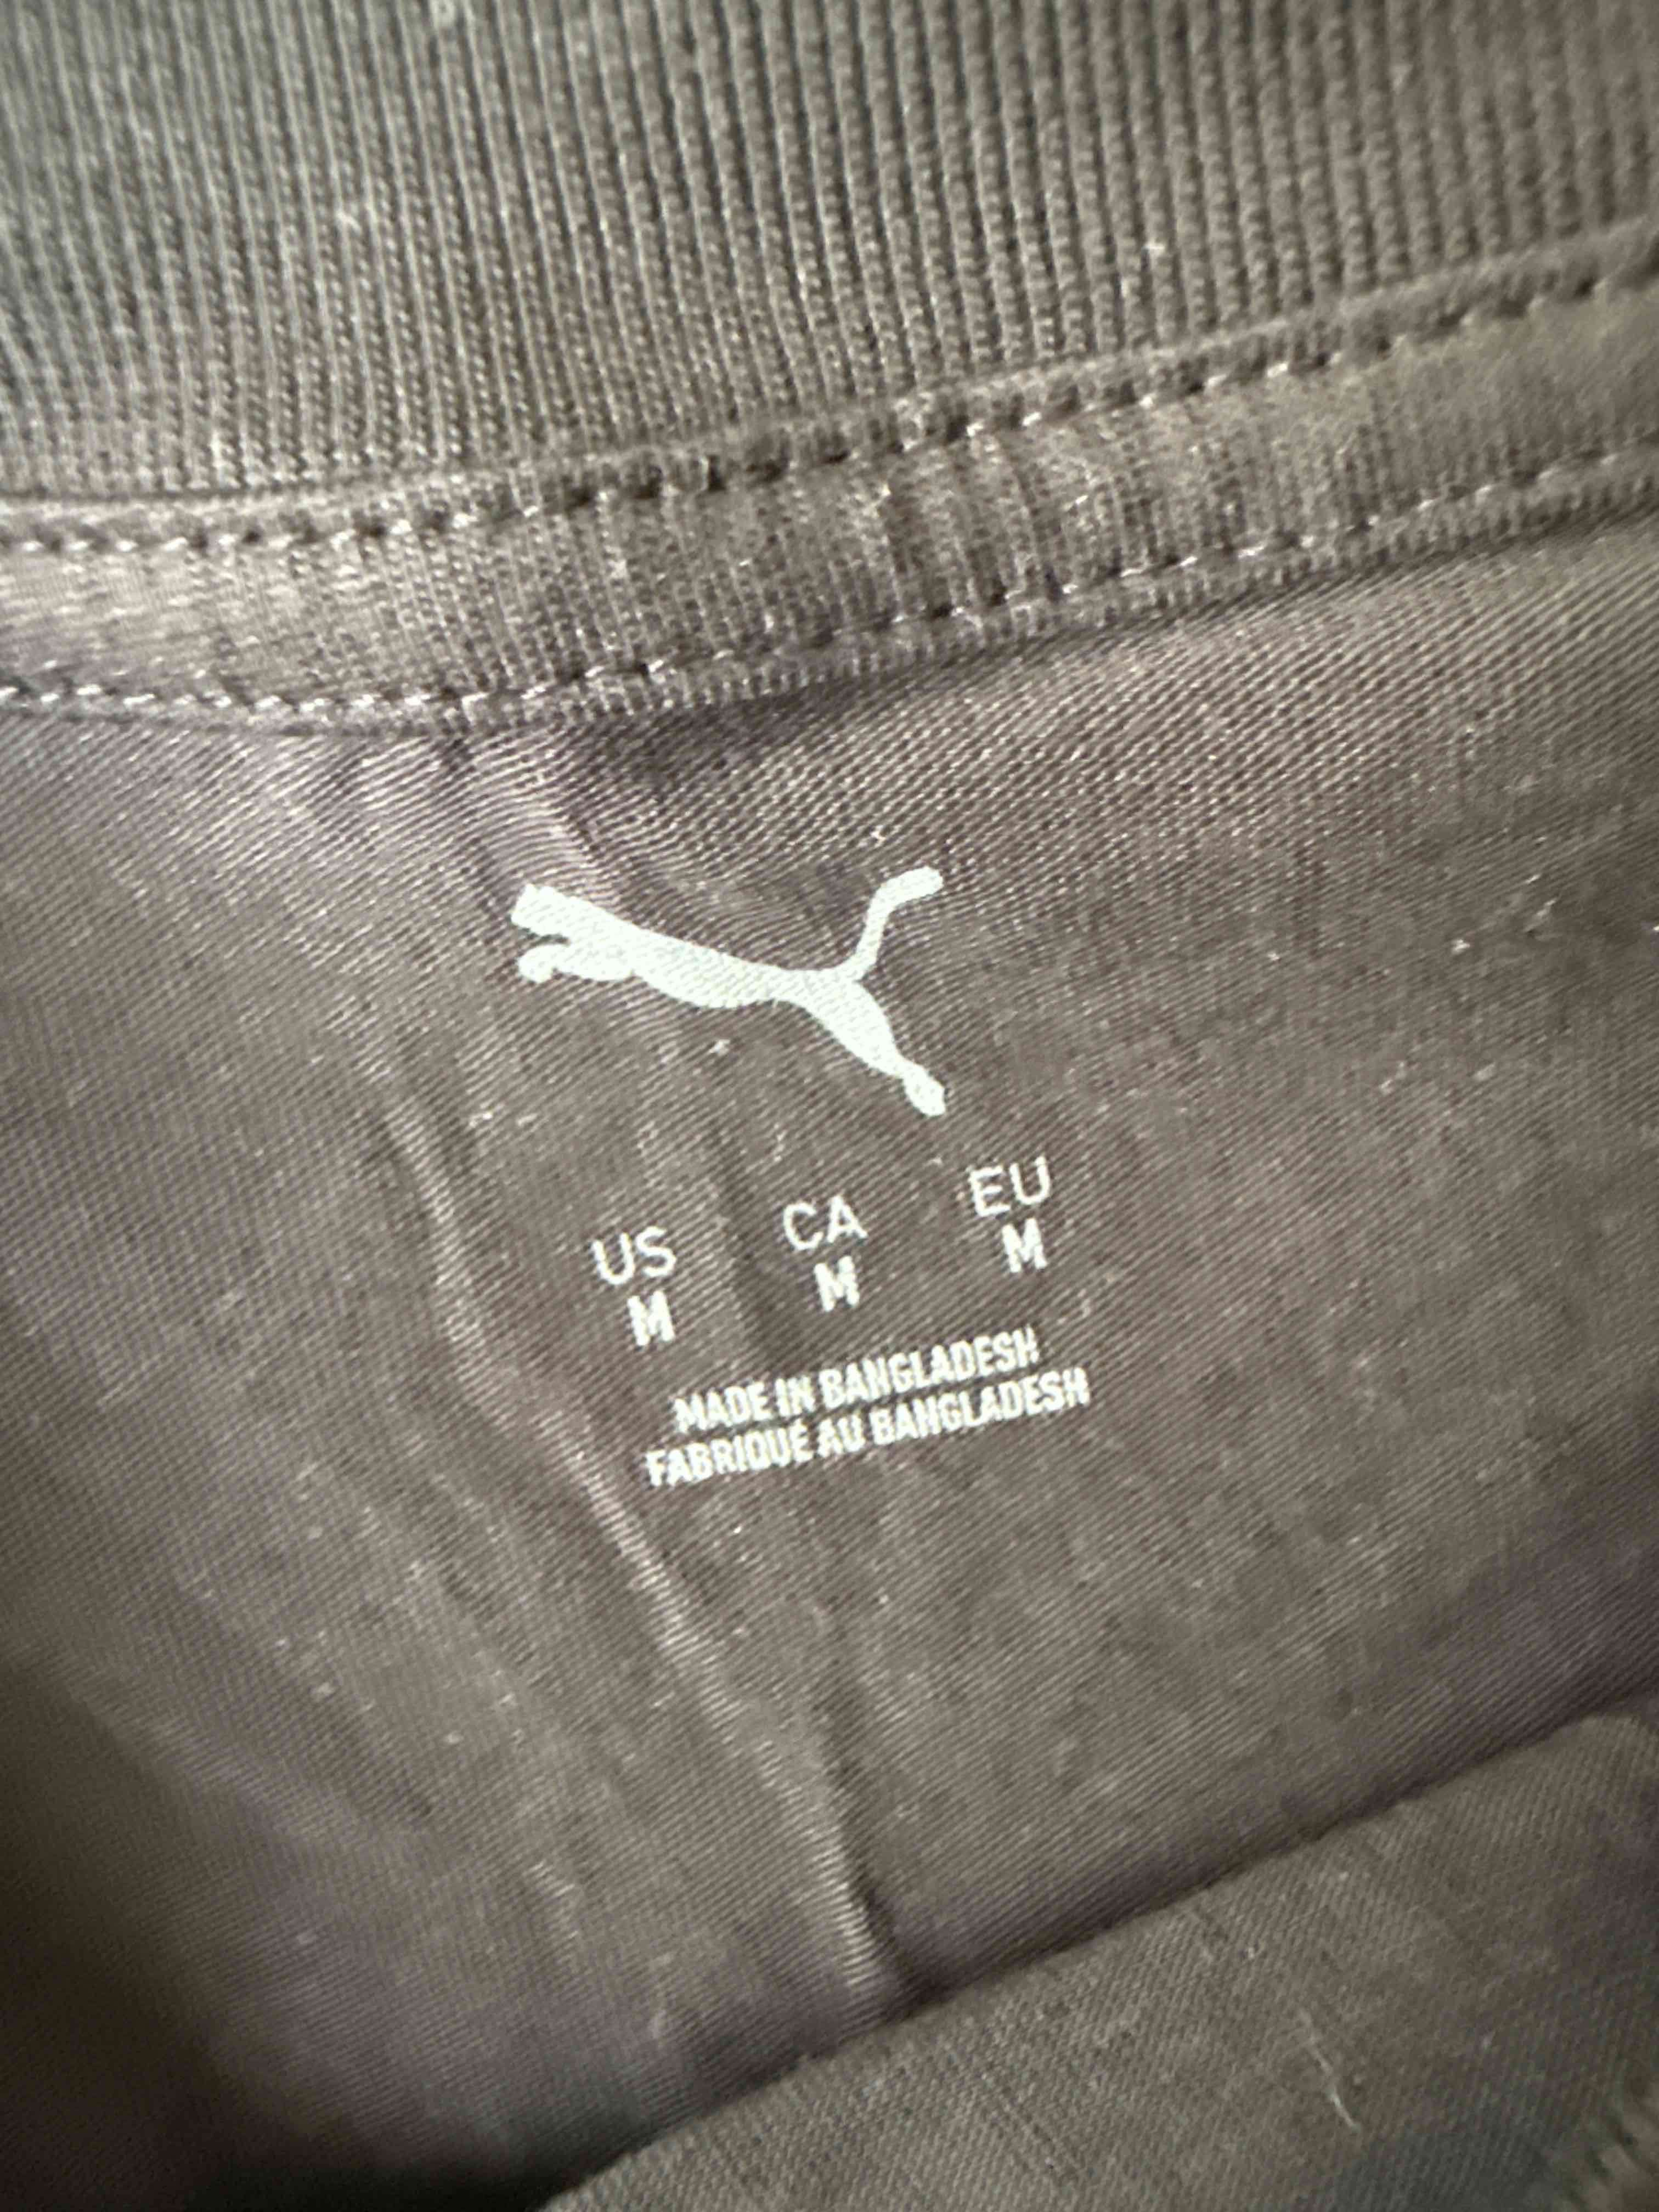 US CA EU
M M M
MADE IN BANGLADESH
FABRIQUÉ AU BANGLADESH